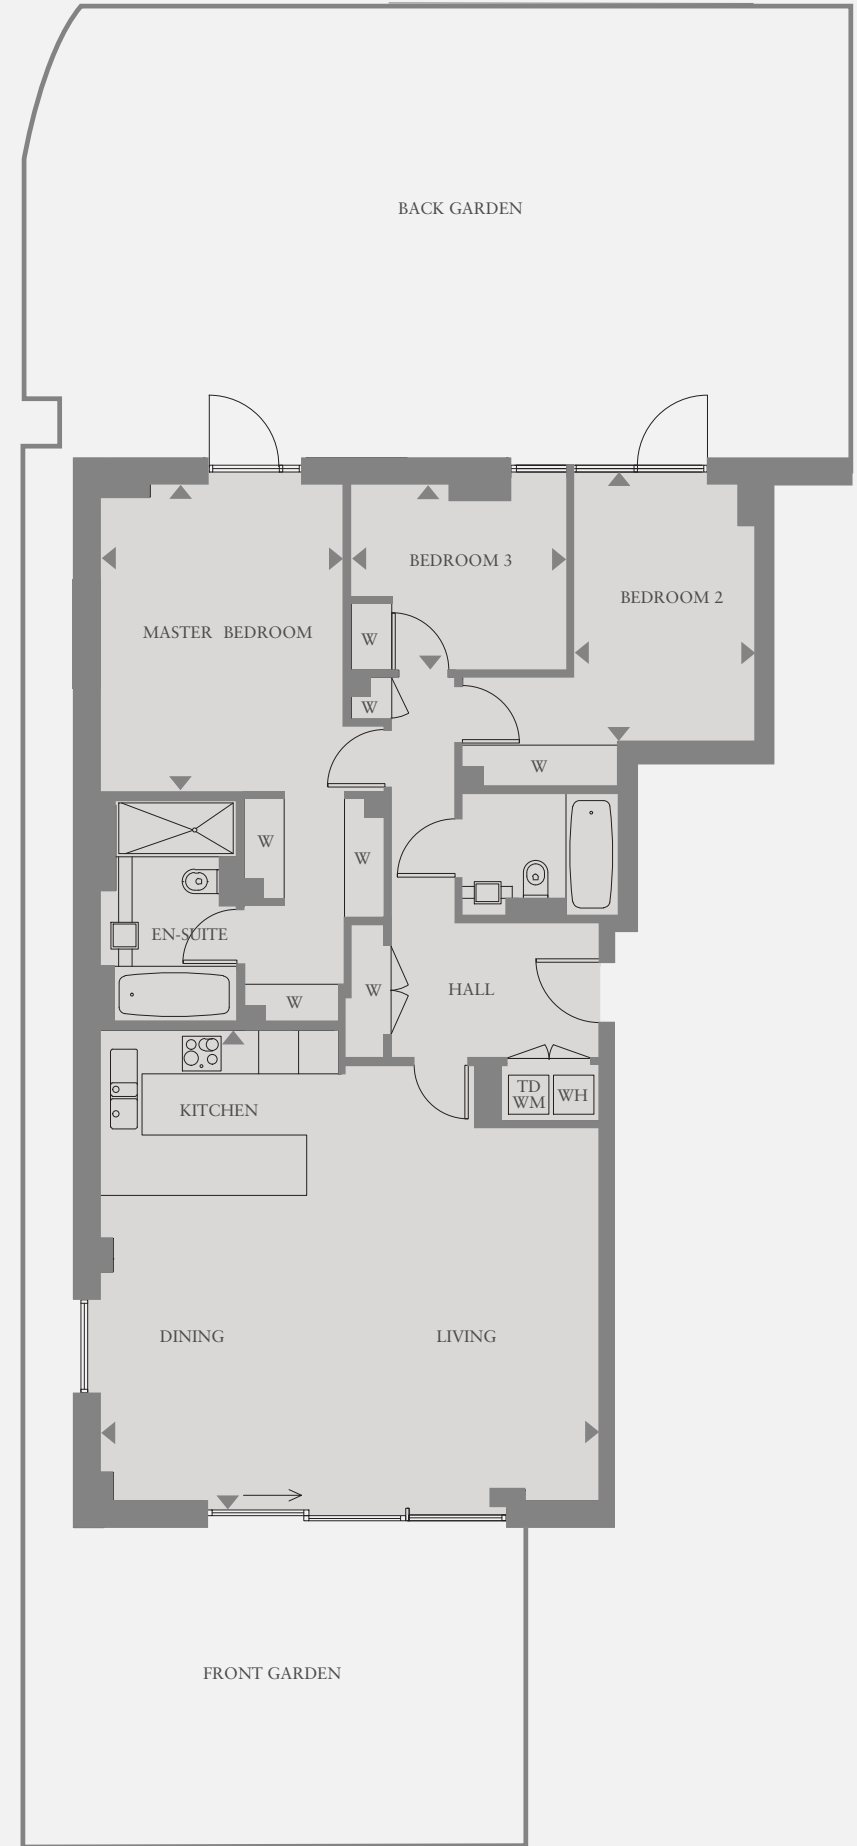 BACK GARDEN
BEDROOM 3
BEDROOM 2
MASTER BEDROOM
W
W
W
W
W
EN-SUITE
W
HALL
W
TD
WM
WH
KITCHEN
DINING
LIVING
FRONT GARDEN